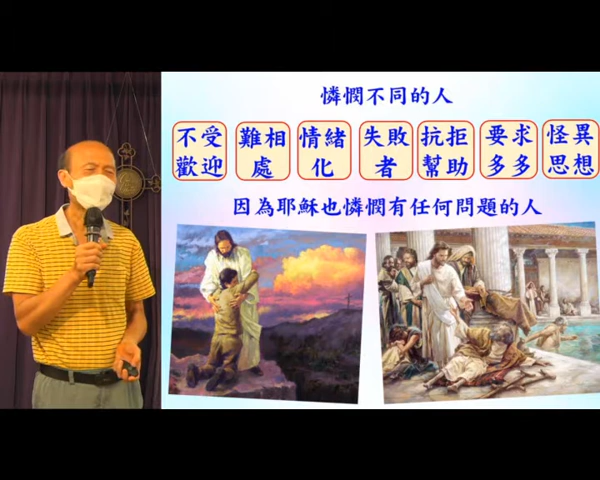 憐憫不同的人
不受 難相 情緒 失敗 抗拒 要求 怪異
歡迎 處 化 者 幫助 多多 思想
因為耶穌也憐憫有任何問題的人